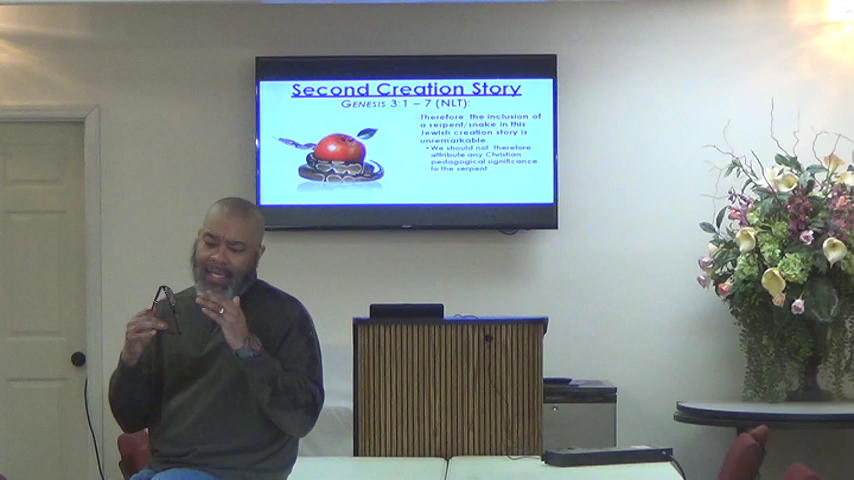 Second Creation Story
Genesis 3:1 – 7 (NLT):
Therefore, the inclusion of
a serpent/snake in this
Jewish creation story is
unremarkable
We should not, therefore
attribute any Christian
pedagogical significance
to the serpent